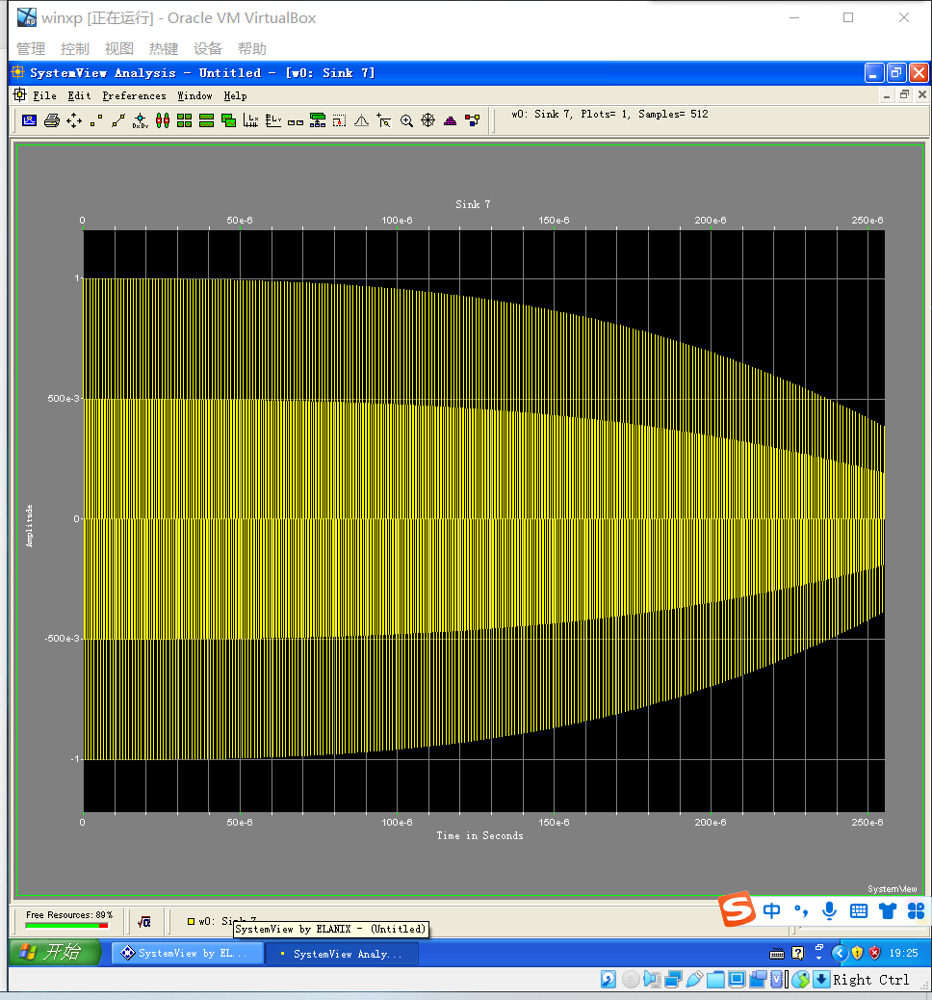 winxp [正在运行] - Oracle VM VirtualBox
管理 控制 视图 热键 设备 帮助
SystemView Analysis - Untitled - [w0: Sink 7]
File Edit Preferences Window Help
w0: Sink 7, Plots= 1, Samples= 512
Sink 7
0 50e-6 100e-6 150e-6 200e-6 250e-6
1
500e-3
0
-500e-3
-1
Amplitude
0 50e-6 100e-6 150e-6 200e-6 250e-6
Time in Seconds
SystemView
Free Resources: 89%
w0: Sink 7
SystemView by ELANIX - (Untitled)
中
开始 SystemView by EL... SystemView Analy... 19:25
Right Ctrl